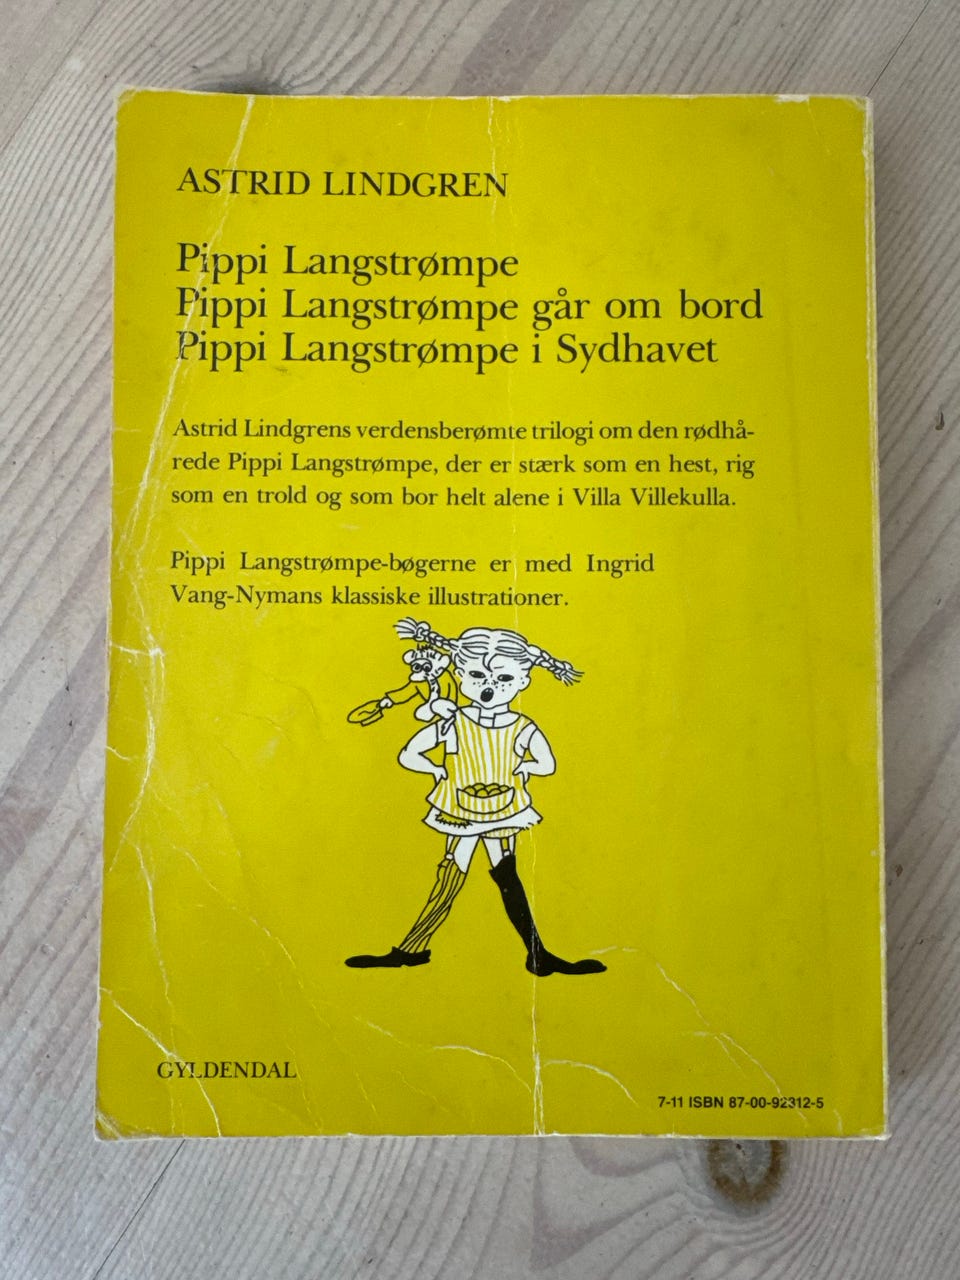 ASTRID LINDGREN
Pippi Langstrømpe
Pippi Langstrømpe går om bord
Pippi Langstrømpe i Sydhavet
Astrid Lindgrens verdensberømte trilogi om den rødhå-
rede Pippi Langstrømpe, der er stærk som en hest, rig
som en trold og som bor helt alene i Villa Villekulla.
Pippi Langstrømpe-bøgerne er med Ingrid
Vang-Nymans klassiske illustrationer.
GYLDENDAL
7-11 ISBN 87-00-92312-5